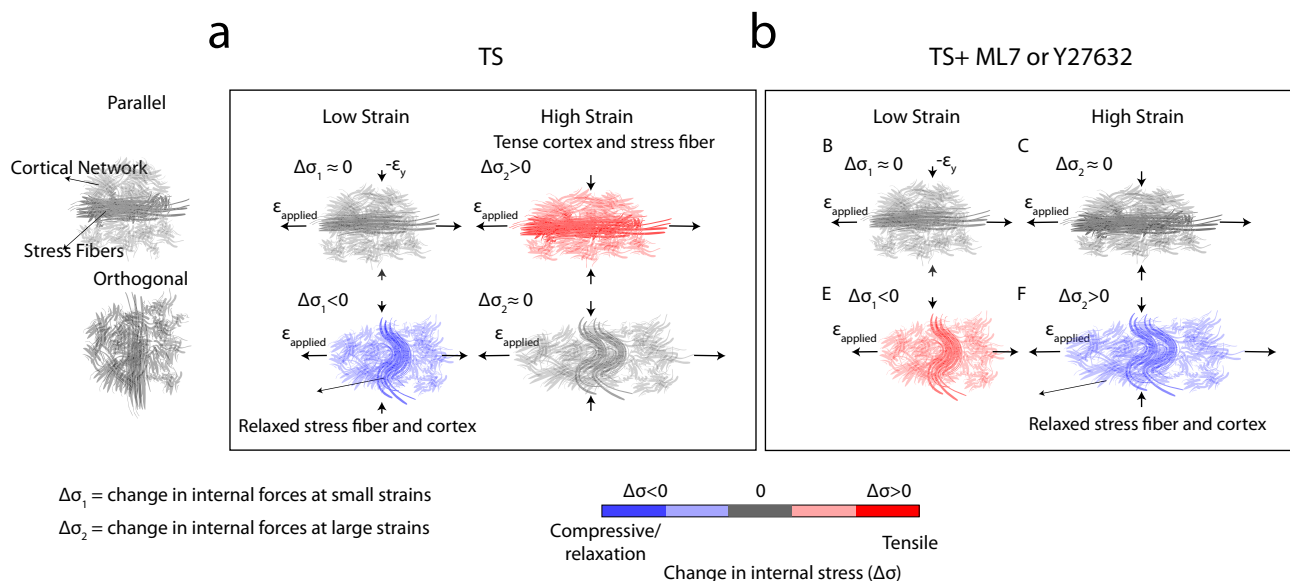 a
b
TS
TS+ ML7 or Y27632
Parallel
Cortical Network
Stress Fibers
Orthogonal
Low Strain
High Strain
Tense cortex and stress fiber
Δσ₁ ≈ 0
-εy
Δσ₂>0
εapplied
εapplied
Δσ₁<0
Δσ₂≈ 0
εapplied
εapplied
Relaxed stress fiber and cortex
Low Strain
High Strain
B
Δσ₁ ≈ 0
-εy
C
Δσ₂ ≈ 0
εapplied
εapplied
E
Δσ₁<0
F
Δσ₂>0
εapplied
εapplied
Relaxed stress fiber and cortex
Δσ₁ = change in internal forces at small strains
Δσ₂ = change in internal forces at large strains
Δσ<0
0
Δσ>0
Compressive/
relaxation
Tensile
Change in internal stress (Δσ)